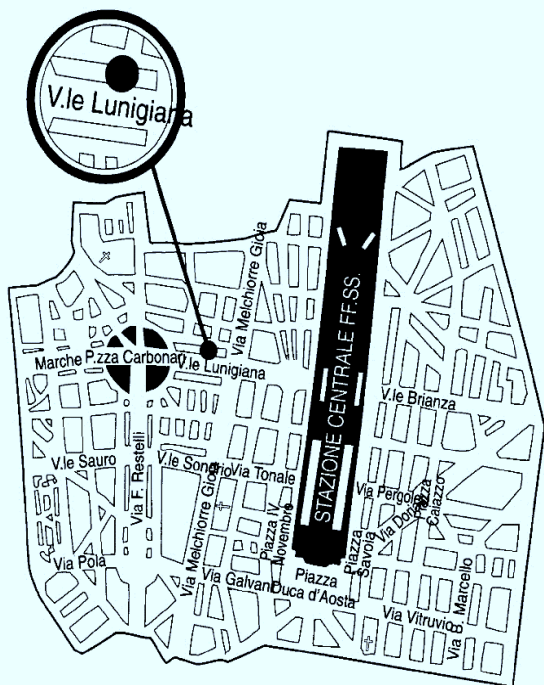 V.le Lunigiana
Via Melchiorre Gioia
STAZIONE CENTRALE FF.SS.
Marche
P.zza Carbonari
V.le Lunigiana
V.le Brianza
V.le Sauro
Via F. Restelli
V.le Sondrio
Via Tonale
Via Melchiorre Gioia
Piazza IV
Novembre
Via Pergole
Via Doria
Piazza
Caiazzo
Via Pola
Via Galvani
Piazza
Duca d'Aosta
Piazza
Savoia
Via Vitruvio
Via B. Marcello